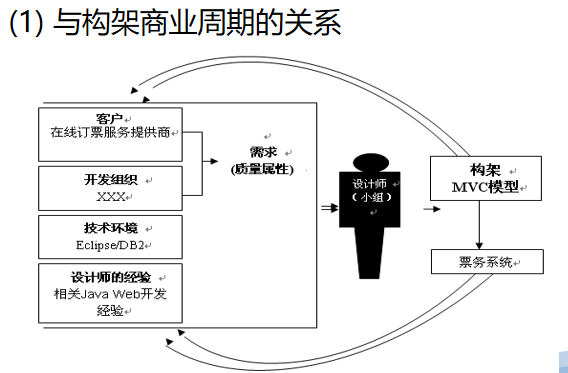 (1) 与构架商业周期的关系
客户
在线订票服务提供商
开发组织
XXX
技术环境
Eclipse/DB2
设计师的经验
相关Java Web开发
经验
需求
(质量属性)
设计师
（小组）
构架
MVC模型
票务系统